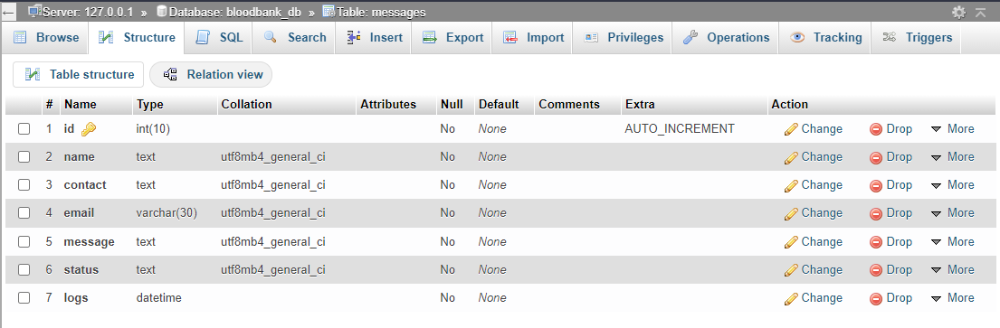 Server: 127.0.0.1 » Database: bloodbank_db » Table: messages
Browse Structure SQL Search Insert Export Import Privileges Operations Tracking Triggers
Table structure Relation view
# Name Type Collation Attributes Null Default Comments Extra Action
1 id int(10) No None AUTO_INCREMENT Change Drop More
2 name text utf8mb4_general_ci No None Change Drop More
3 contact text utf8mb4_general_ci No None Change Drop More
4 email varchar(30) utf8mb4_general_ci No None Change Drop More
5 message text utf8mb4_general_ci No None Change Drop More
6 status text utf8mb4_general_ci No None Change Drop More
7 logs datetime No None Change Drop More